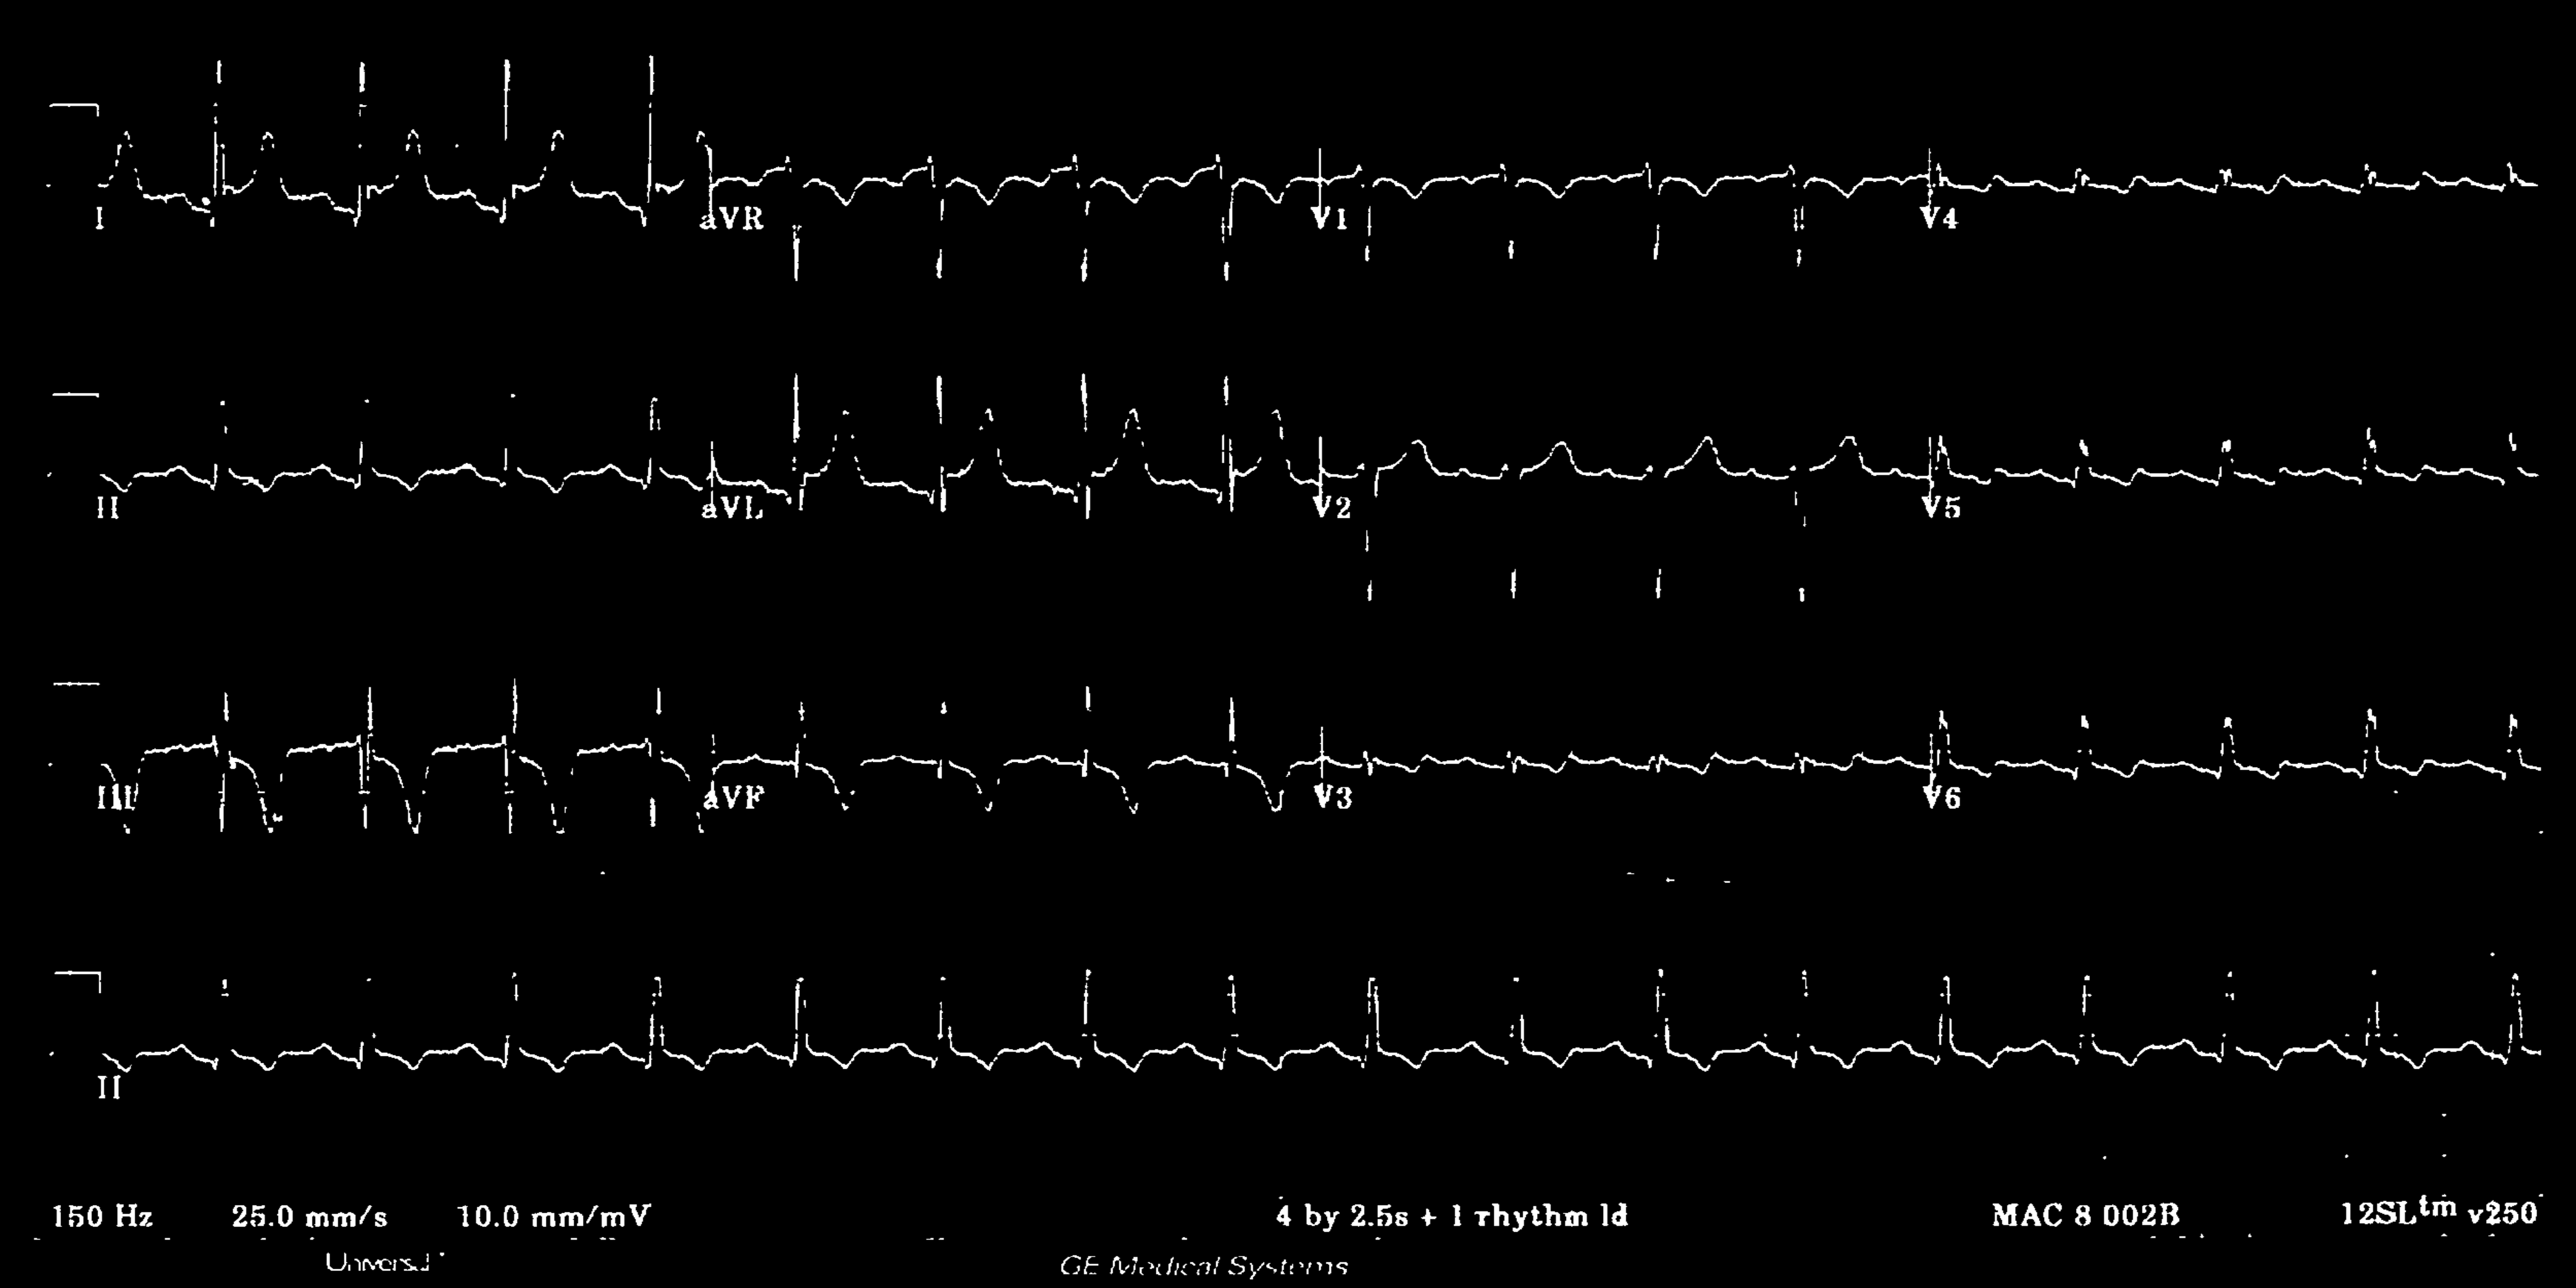 I aVR V1 V4
II aVL V2 V5
III aVF V3 V6
II
150 Hz 25.0 mm/s 10.0 mm/mV 4 by 2.5s + 1 rhythm ld MAC 8 002B 12SLtm v250
GE Medical Systems